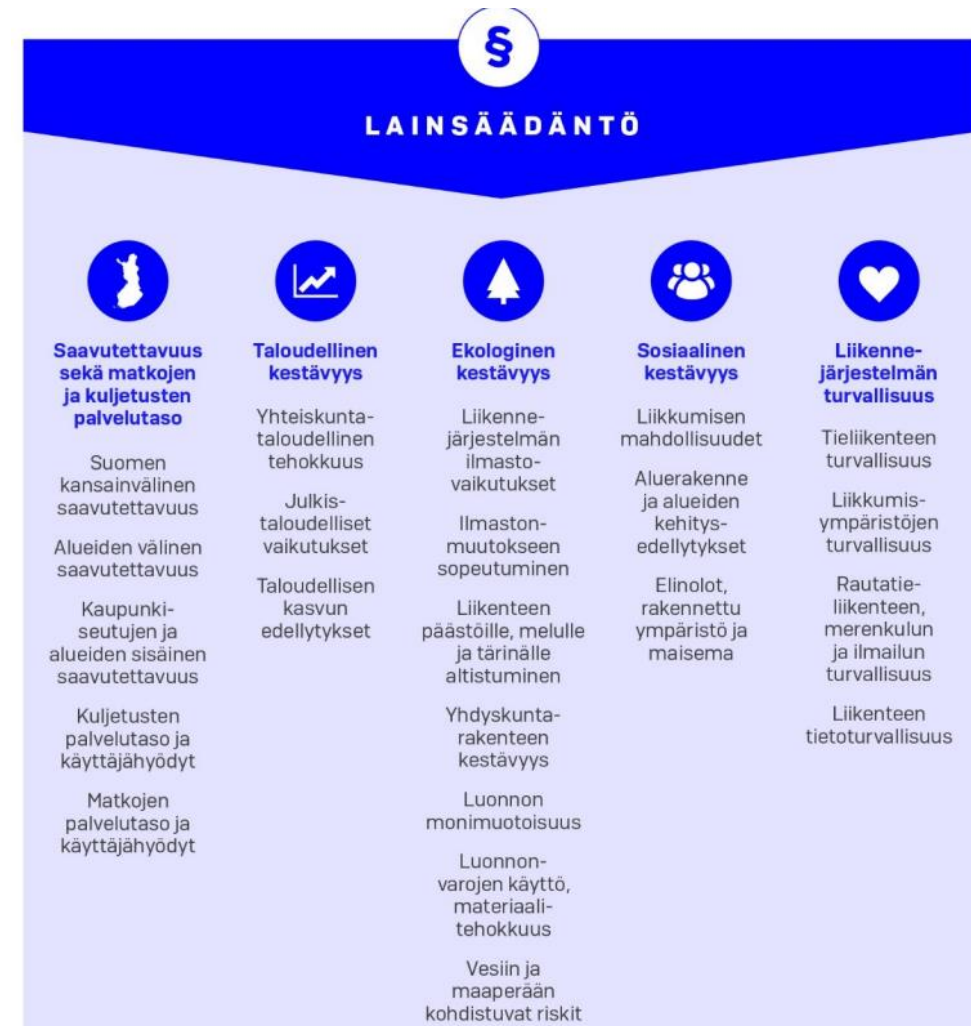 §
LAINSÄÄDÄNTÖ
Saavutettavuus
sekä matkojen
ja kuljetusten
palvelutaso
Suomen
kansainvälinen
saavutettavuus
Alueiden välinen
saavutettavuus
Kaupunki-
seutujen ja
alueiden sisäinen
saavutettavuus
Kuljetusten
palvelutaso ja
käyttäjähyödyt
Matkojen
palvelutaso ja
käyttäjähyödyt
Taloudellinen
kestävyys
Yhteiskunta-
taloudellinen
tehokkuus
Julkis-
taloudelliset
vaikutukset
Taloudellisen
kasvun
edellytykset
Ekologinen
kestävyys
Liikenne-
järjestelmän
ilmasto-
vaikutukset
Ilmaston-
muutokseen
sopeutuminen
Liikenteen
päästöille, melulle
ja tärinälle
altistuminen
Yhdyskunta-
rakenteen
kestävyys
Luonnon
monimuotoisuus
Luonnon-
varojen käyttö,
materiaali-
tehokkuus
Vesiin ja
maaperään
kohdistuvat riskit
Sosiaalinen
kestävyys
Liikkumisen
mahdollisuudet
Aluerakenne
ja alueiden
kehitys-
edellytykset
Elinolot,
rakennettu
ympäristö ja
maisema
Liikenne-
järjestelmän
turvallisuus
Tieliikenteen
turvallisuus
Liikkumis-
ympäristöjen
turvallisuus
Rautatie-
liikenteen,
merenkulun
ja ilmailun
turvallisuus
Liikenteen
tietoturvallisuus